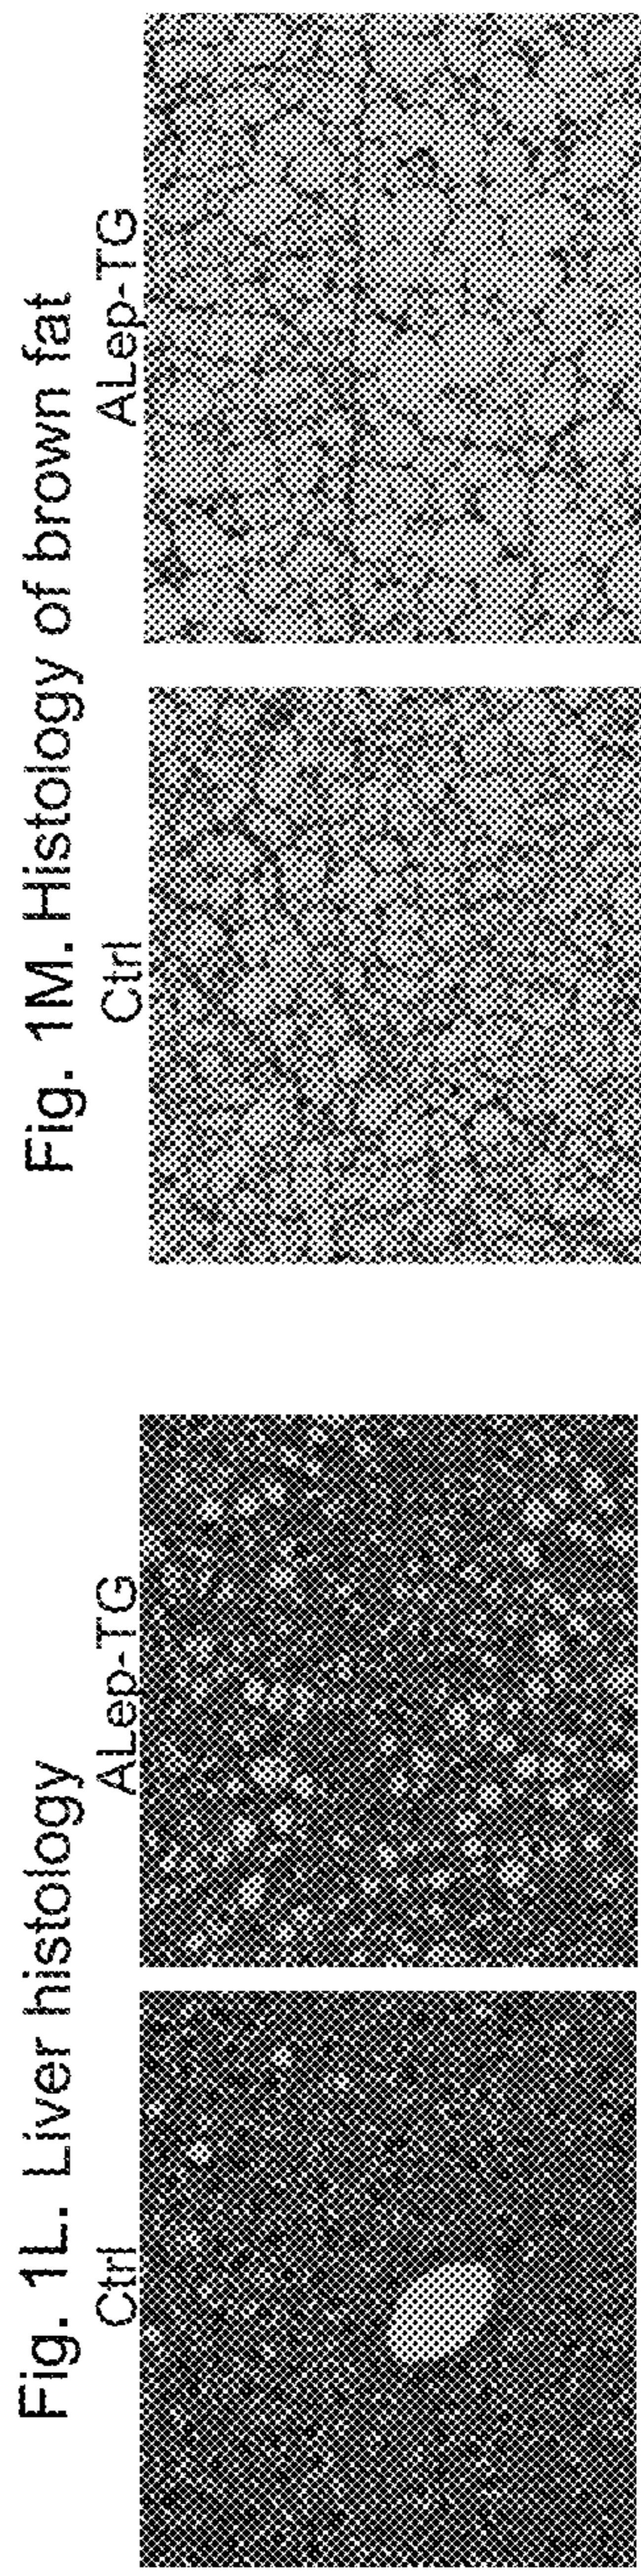 Fig. 1L. Liver histology
Ctrl
ALep-TG
Fig. 1M. Histology of brown fat
Ctrl
ALep-TG